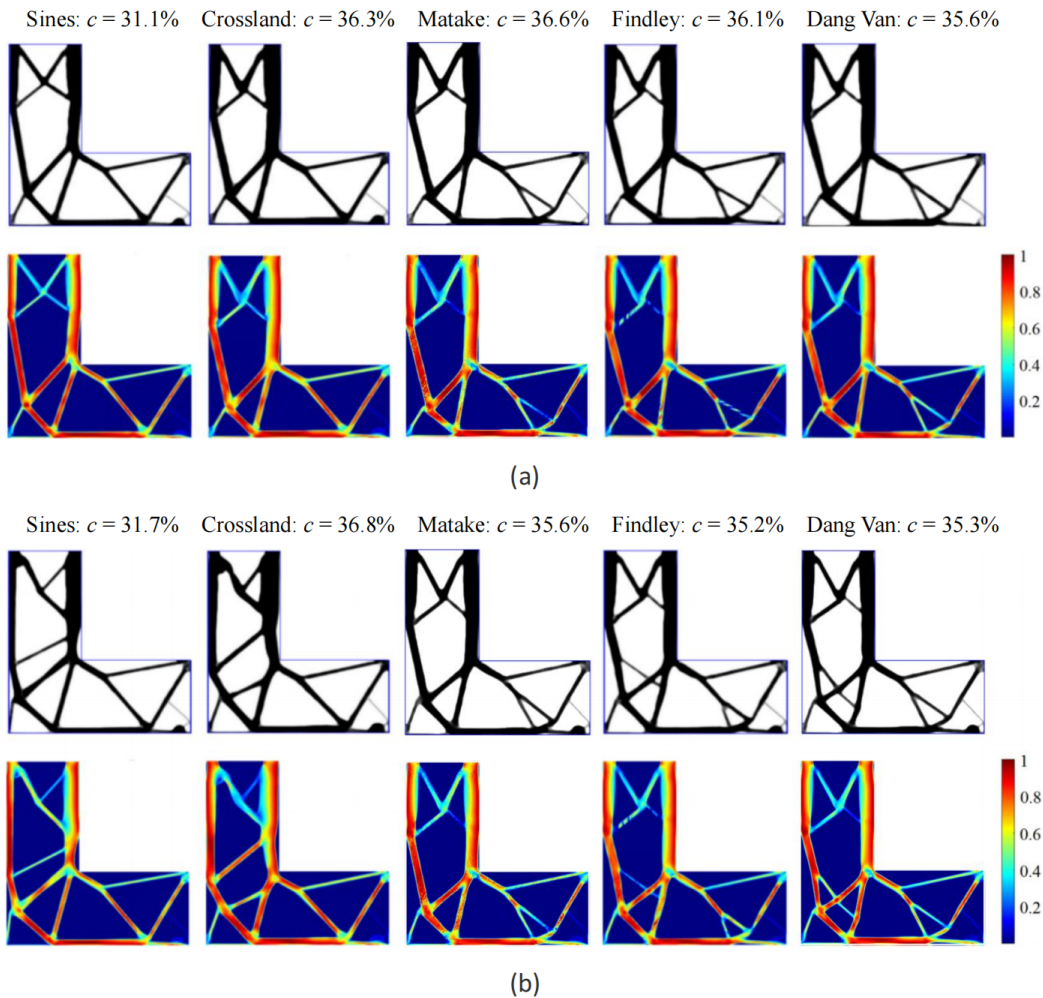 Sines: c = 31.1% Crossland: c = 36.3% Matake: c = 36.6% Findley: c = 36.1% Dang Van: c = 35.6%
1
0.8
0.6
0.4
0.2
(a)
Sines: c = 31.7% Crossland: c = 36.8% Matake: c = 35.6% Findley: c = 35.2% Dang Van: c = 35.3%
1
0.8
0.6
0.4
0.2
(b)